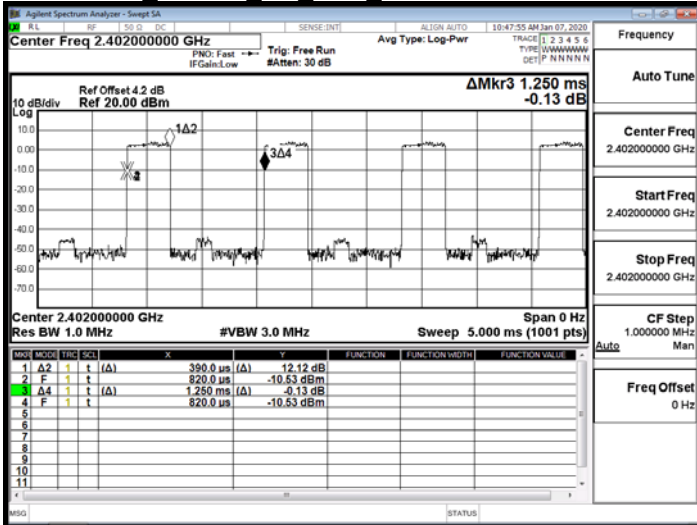 Agilent Spectrum Analyzer - Swept SA
RL RF 50 Ω DC SENSE:INT ALIGN AUTO 10:47:55 AM Jan 07, 2020
Center Freq 2.402000000 GHz
PNO: Fast
IFGain:Low
Trig: Free Run
#Atten: 30 dB
Avg Type: Log-Pwr
TRACE 1 2 3 4 5 6
TYPE WWWWWW
DET P N N N N N
ΔMkr3 1.250 ms
-0.13 dB
Ref Offset 4.2 dB
10 dB/div Ref 20.00 dBm
Log
10.0
0.00
-10.0
-20.0
-30.0
-40.0
-50.0
-60.0
-70.0
1Δ2
3Δ4
Center 2.402000000 GHz Span 0 Hz
Res BW 1.0 MHz #VBW 3.0 MHz Sweep 5.000 ms (1001 pts)
MKR MODE TRC SCL X Y FUNCTION FUNCTION WIDTH FUNCTION VALUE
1 Δ2 1 t (Δ) 390.0 µs (Δ) 12.12 dB
2 F 1 t 820.0 µs -10.53 dBm
3 Δ4 1 t (Δ) 1.250 ms (Δ) -0.13 dB
4 F 1 t 820.0 µs -10.53 dBm
5
6
7
8
9
10
11
MSG STATUS
Frequency
Auto Tune
Center Freq
2.402000000 GHz
Start Freq
2.402000000 GHz
Stop Freq
2.402000000 GHz
CF Step
1.000000 MHz
Auto Man
Freq Offset
0 Hz